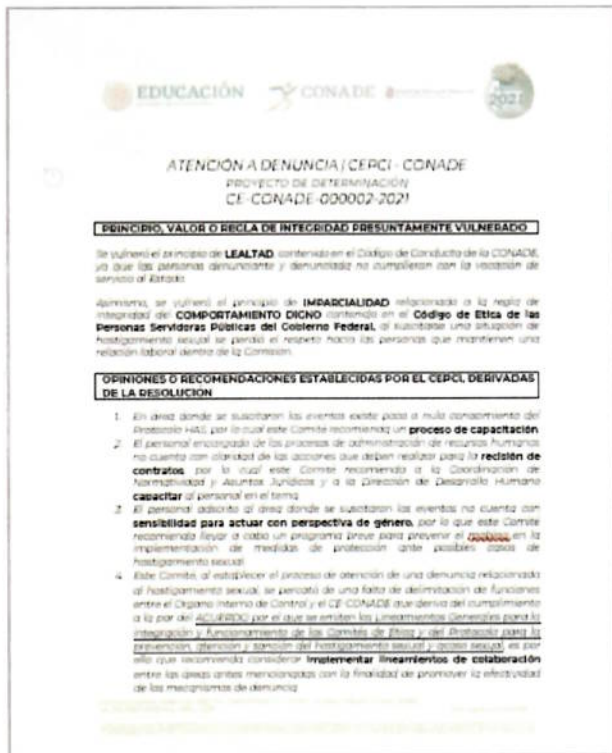 EDUCACIÓN CONADE 2021
ATENCIÓN A DENUNCIA | CEPCI - CONADE
PROYECTO DE DETERMINACIÓN
CE-CONADE-000002-2021
PRINCIPIO, VALOR O REGLA DE INTEGRIDAD PRESUNTAMENTE VULNERADO
Se vulneró el principio de LEALTAD contenido en el Código de Conducta de la CONADE,
ya que las personas denunciante y denunciada no cumplieron con la vocación de
servicio al Estado.
Asimismo, se vulneró el principio de IMPARCIALIDAD relacionado a la regla de
integridad del COMPORTAMIENTO DIGNO contenido en el Código de Etica de las
Personas Servidoras Públicas del Gobierno Federal, al suscitarse una situación de
hostigamiento sexual se perdió el respeto hacia las personas que mantienen una
relación laboral dentro de la Comisión.
OPINIONES O RECOMENDACIONES ESTABLECIDAS POR EL CEPCI, DERIVADAS
DE LA RESOLUCIÓN
1. En área donde se suscitaron los eventos existe poco o nulo conocimiento del
Protocolo HAS, por lo cual este Comité recomienda un proceso de capacitación.
2. El personal encargado de los procesos de administración de recursos humanos
no cuenta con claridad de las acciones que deben realizar para la recisión de
contratos, por lo cual este Comité recomienda a la Coordinación de
Normatividad y Asuntos Jurídicos y a la Dirección de Desarrollo Humano
capacitar al personal en el tema.
3. El personal adscrito al área donde se suscitaron los eventos no cuenta con
sensibilidad para actuar con perspectiva de género, por lo que este Comité
recomienda llevar a cabo un programa breve para prevenir el en la
implementación de medidas de protección ante posibles casos de
hostigamiento sexual.
4. Este Comité, al establecer el proceso de atención de una denuncia relacionada
al hostigamiento sexual, se percató de una falta de delimitación de funciones
entre el Órgano Interno de Control y el CE-CONADE que deriva del cumplimiento
a la par del ACUERDO por el que se emiten los Lineamientos Generales para la
integración y funcionamiento de los Comités de Ética y del Protocolo para la
prevención, atención y sanción del hostigamiento sexual y acoso sexual, es por
ello que recomienda considerar implementar lineamientos de colaboración
entre las áreas antes mencionadas con la finalidad de promover la efectividad
de los mecanismos de denuncia.